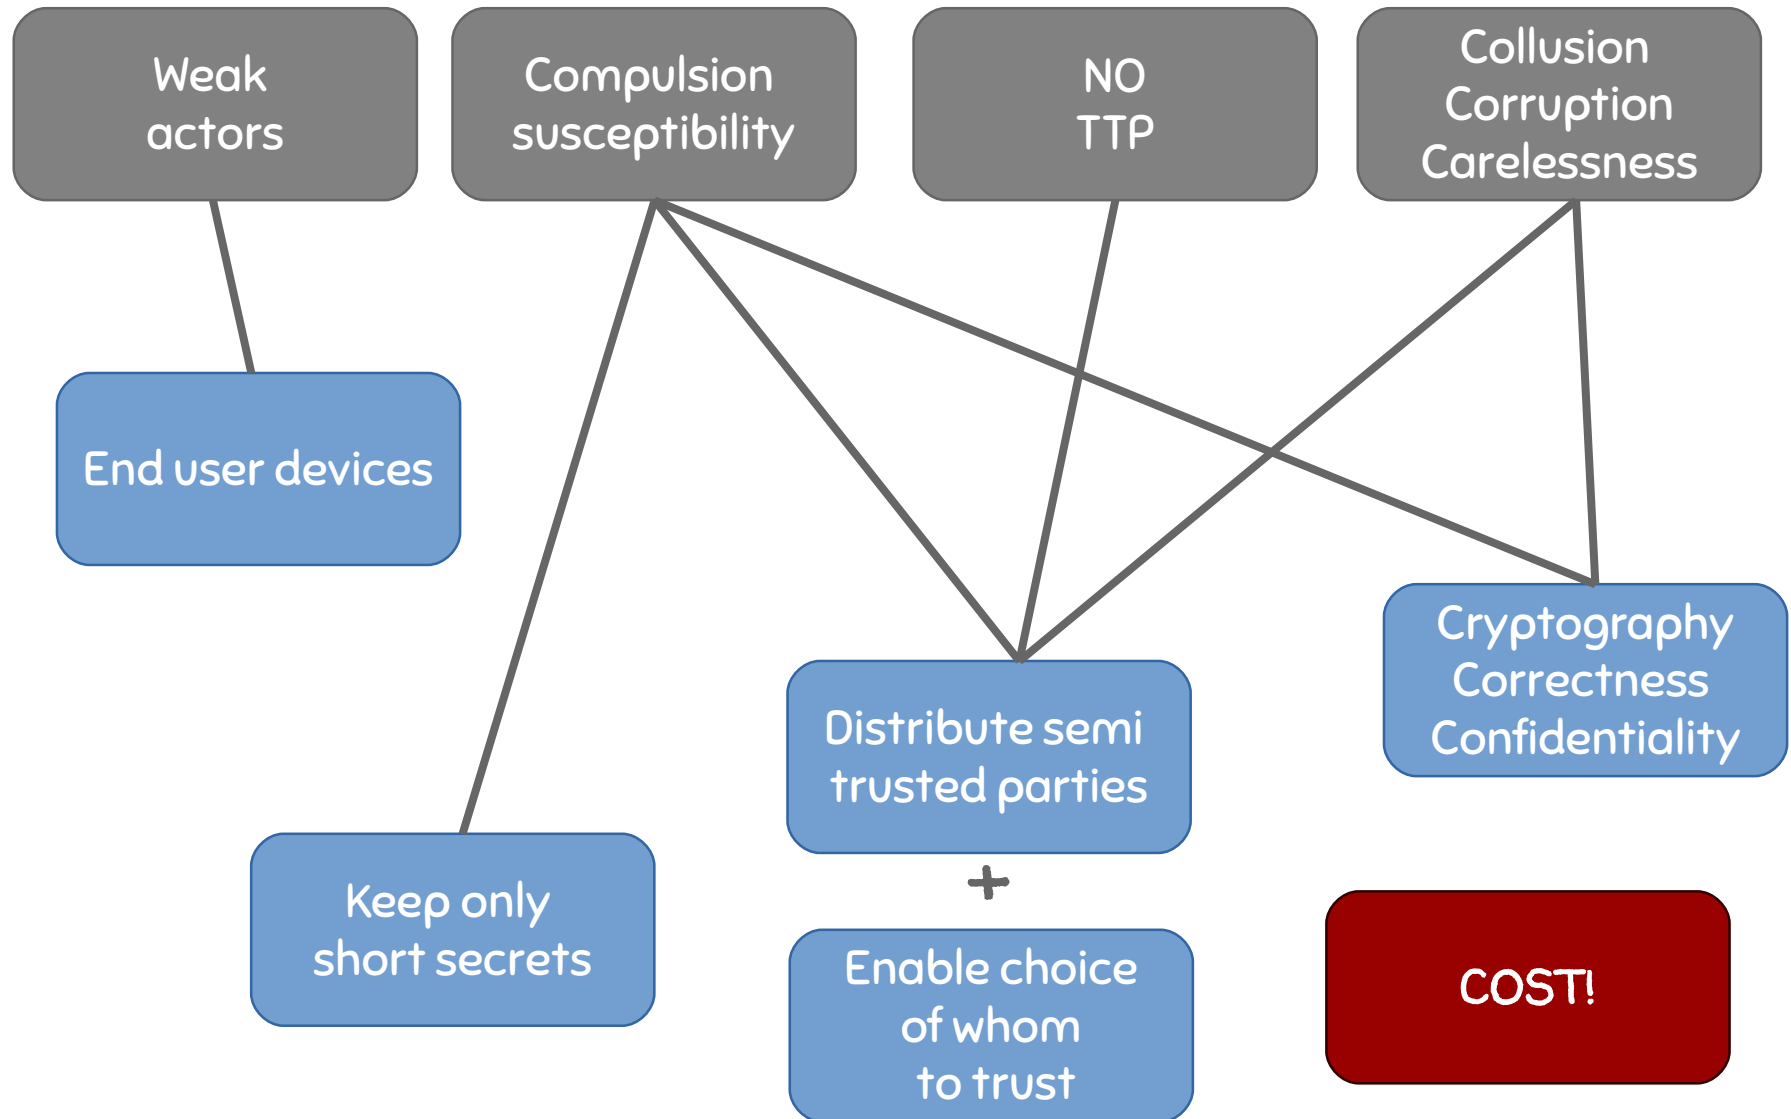 Weak
actors
Compulsion
susceptibility
NO
TTP
Collusion
Corruption
Carelessness
End user devices
Cryptography
Correctness
Confidentiality
Distribute semi
trusted parties
+
Keep only
short secrets
Enable choice
of whom
to trust
COST!